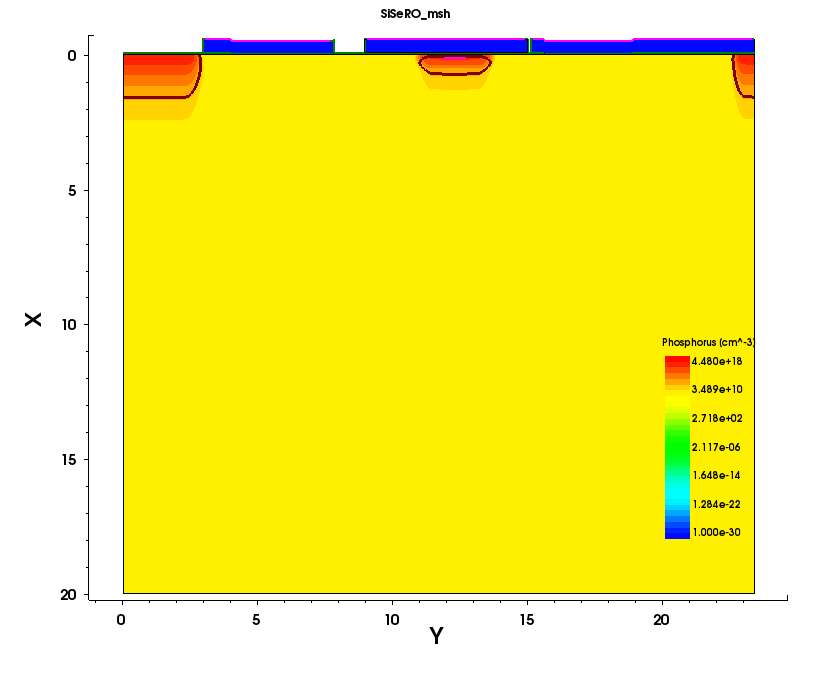 SiSeRO_msh
0
5
X
10
Phosphorus (cm^-3)
4.480e+18
3.489e+10
2.718e+02
2.117e-06
1.648e-14
1.284e-22
1.000e-30
15
20
0 5 10 15 20
Y